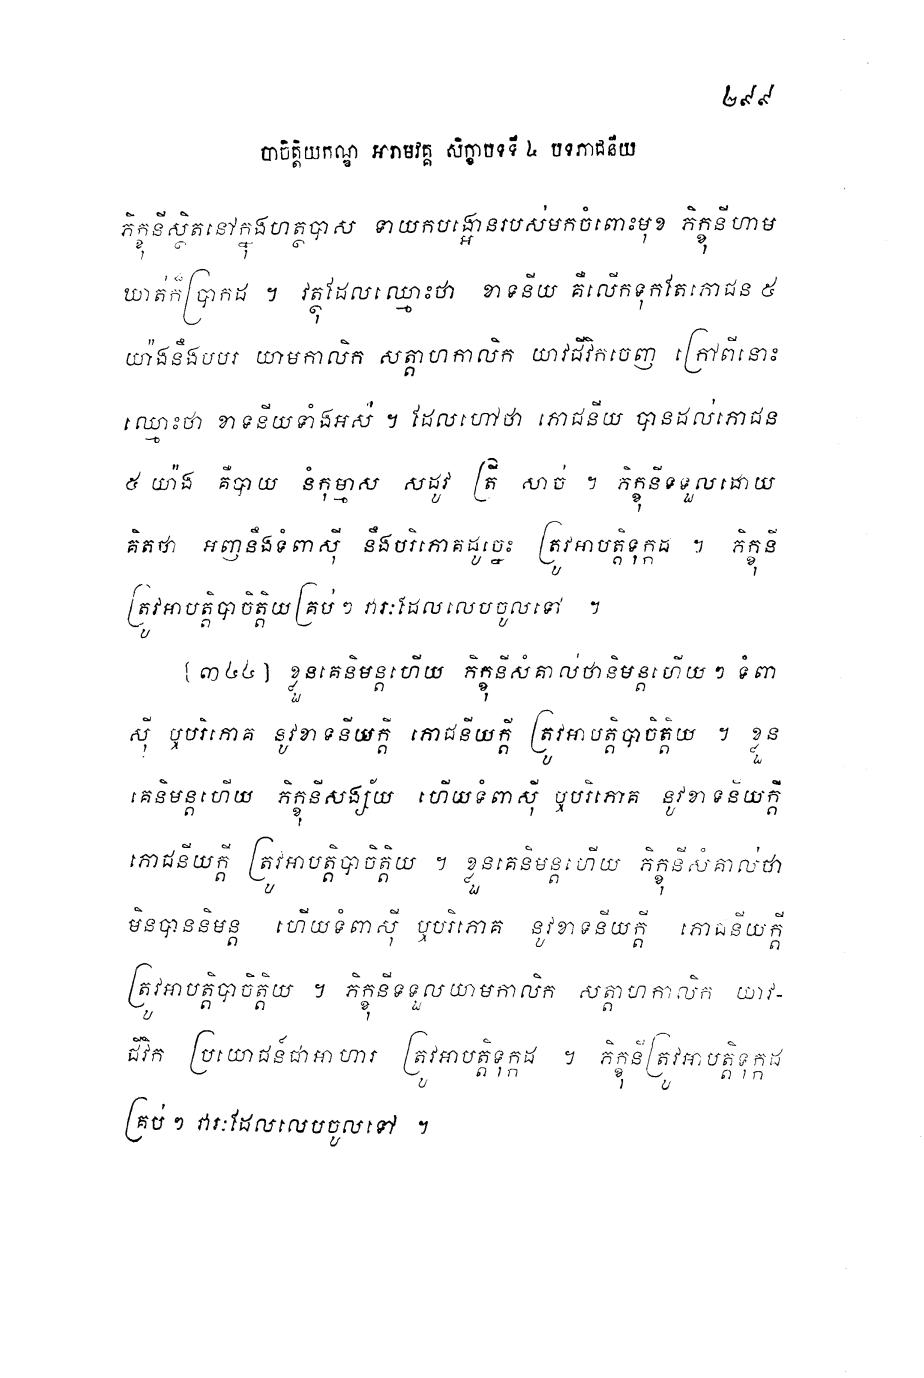 ២៩៩
បាចិត្តិយកណ្ឌ អារាមវគ្គ សិក្ខាបទទី ៤ បទភាជនីយ
ភិក្ខុនីស្ថិតនៅក្នុងហត្ថបាស ទាយកបង្អោនរបស់មកចំពោះមុខ ភិក្ខុនីហាម
ឃាត់ក៏ប្រាកដ ។ វត្ថុដែលឈ្មោះថា ខាទនីយ គឺលើកទុកតែភោជន ៥
យ៉ាងនឹងបបរ យាមកាលិក សត្តាហកាលិក យាវជីវិកចេញ ក្រៅពីនោះ
ឈ្មោះថា ខាទនីយទាំងអស់ ។ ដែលហៅថា ភោជនីយ បានដល់ភោជន
៥ យ៉ាង គឺបាយ នំកុម្មាស សដូវ ត្រី សាច់ ។ ភិក្ខុនីទទួលដោយ
គិតថា អញនឹងទំពាស៊ី នឹងបរិភោគដូច្នេះ ត្រូវអាបត្តិទុក្កដ ។ ភិក្ខុនី
ត្រូវអាបត្តិបាចិត្តិយគ្រប់ៗ វារៈដែលលេបចូលទៅ ។
[៣៤៤] ខ្លួនគេនិមន្តហើយ ភិក្ខុនីសំគាល់ថានិមន្តហើយៗ ទំពា
ស៊ី ឬបរិភោគ នូវខាទនីយក្តី ភោជនីយក្តី ត្រូវអាបត្តិបាចិត្តិយ ។ ខ្លួន
គេនិមន្តហើយ ភិក្ខុនីសង្ស័យ ហើយទំពាស៊ី ឬបរិភោគ នូវខាទនីយក្តី
ភោជនីយក្តី ត្រូវអាបត្តិបាចិត្តិយ ។ ខ្លួនគេនិមន្តហើយ ភិក្ខុនីសំគាល់ថា
មិនបាននិមន្ត ហើយទំពាស៊ី ឬបរិភោគ នូវខាទនីយក្តី ភោជនីយក្តី
ត្រូវអាបត្តិបាចិត្តិយ ។ ភិក្ខុនីទទួលយាមកាលិក សត្តាហកាលិក យាវ-
ជីវិក ប្រយោជន៍ជាអាហារ ត្រូវអាបត្តិទុក្កដ ។ ភិក្ខុនីត្រូវអាបត្តិទុក្កដ
គ្រប់ៗ វារៈដែលលេបចូលទៅ ។